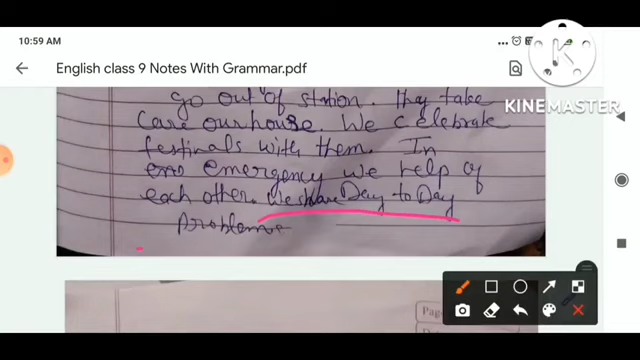 10:59 AM
English class 9 Notes With Grammar.pdf
KINEMASTER
go out of station. They take
care our house. We celebrate
festivals with them. In
emergency we help of
each other. We share Day to Day
Problems
Pag